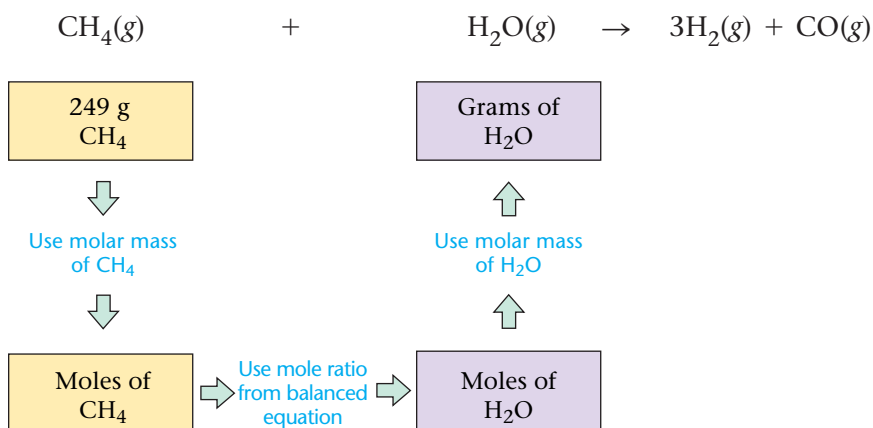 CH₄(g) + H₂O(g) → 3H₂(g) + CO(g)
249 g
CH₄
Grams of
H₂O
Use molar mass
of CH₄
Use molar mass
of H₂O
Moles of
CH₄
Use mole ratio
from balanced
equation
Moles of
H₂O